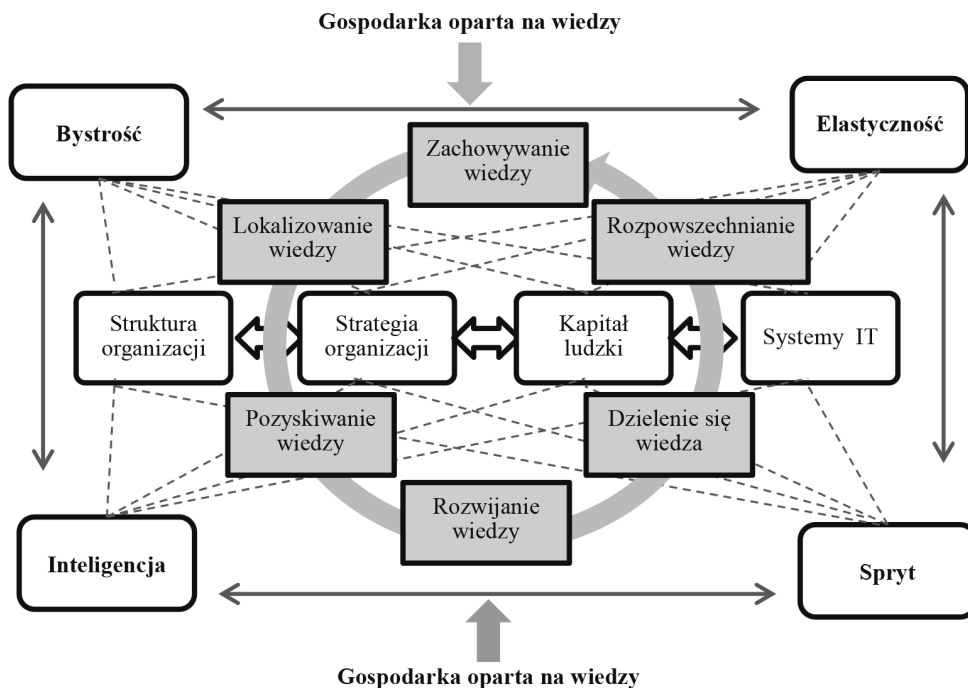 Gospodarka oparta na wiedzy
Bystrość
Elastyczność
Zachowywanie
wiedzy
Lokalizowanie
wiedzy
Rozpowszechnianie
wiedzy
Struktura
organizacji
Strategia
organizacji
Kapitał
ludzki
Systemy IT
Pozyskiwanie
wiedzy
Dzielenie się
wiedza
Rozwijanie
wiedzy
Inteligencja
Spryt
Gospodarka oparta na wiedzy